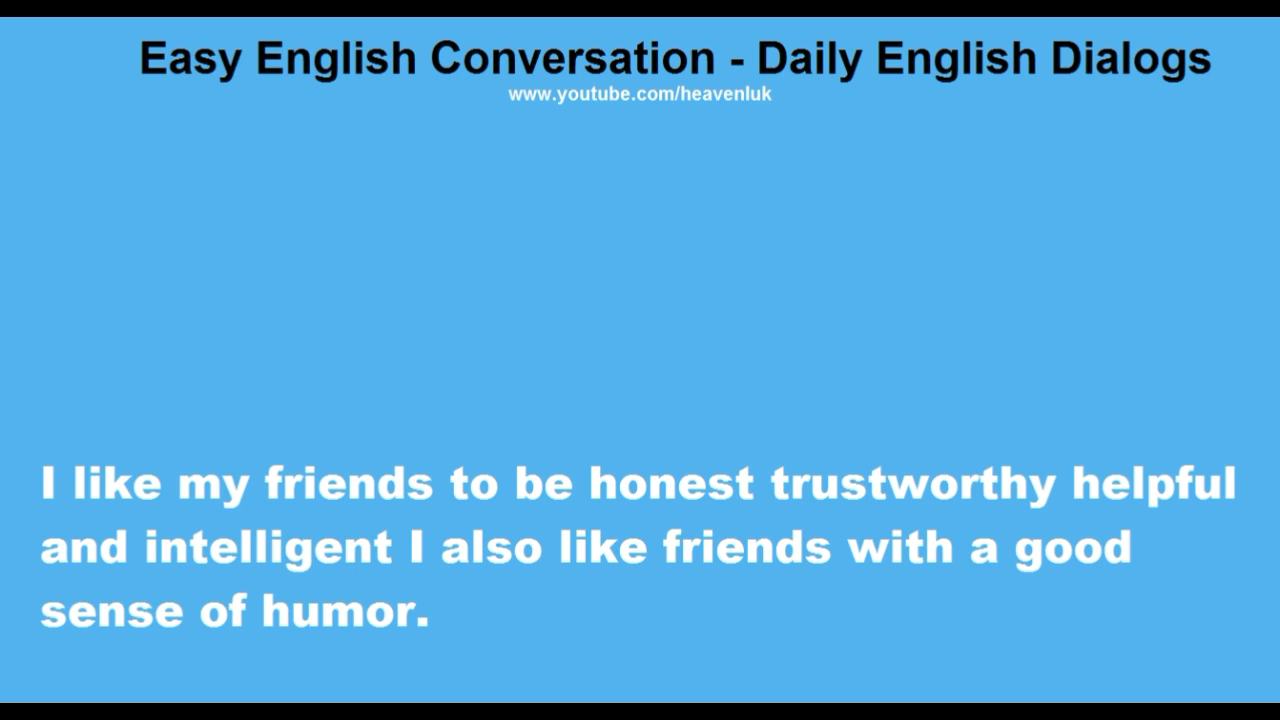 Easy English Conversation - Daily English Dialogs
www.youtube.com/heavenluk
I like my friends to be honest trustworthy helpful
and intelligent I also like friends with a good
sense of humor.